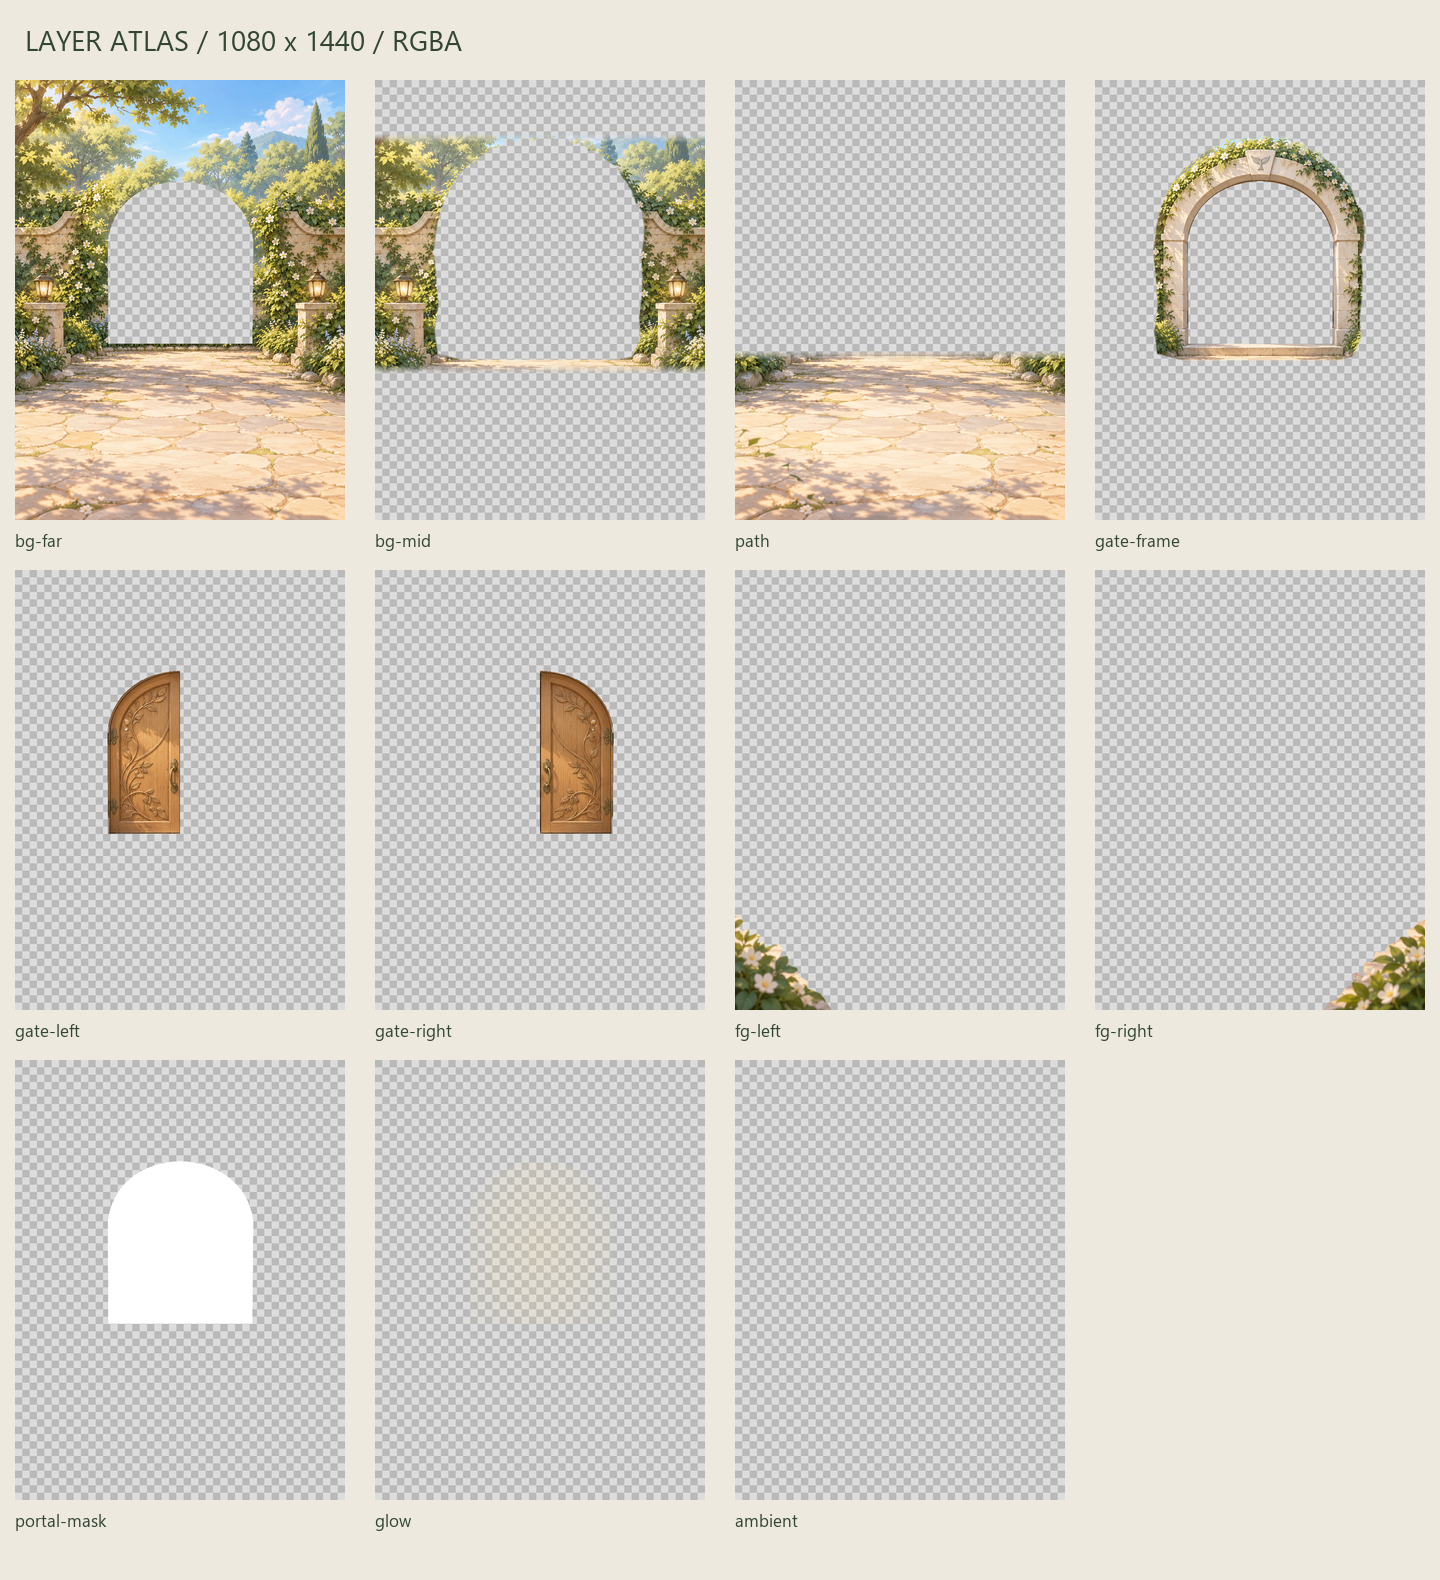 LAYER ATLAS / 1080 x 1440 / RGBA
bg-far
bg-mid
path
gate-frame
gate-left
gate-right
fg-left
fg-right
portal-mask
glow
ambient